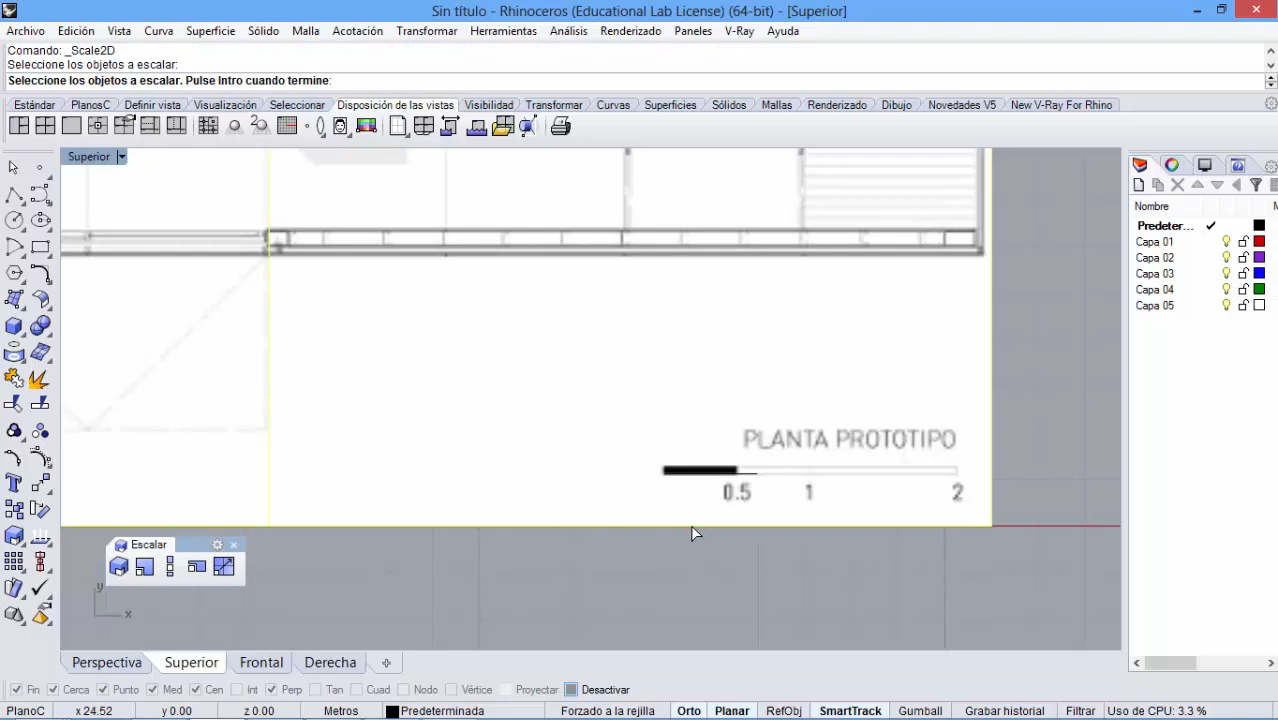 Sin título - Rhinoceros (Educational Lab License) (64-bit) - [Superior]
Archivo Edición Vista Curva Superficie Sólido Malla Acotación Transformar Herramientas Análisis Renderizado Paneles V-Ray Ayuda
Comando: _Scale2D
Seleccione los objetos a escalar:
Seleccione los objetos a escalar. Pulse Intro cuando termine:
Estándar PlanosC Definir vista Visualización Seleccionar Disposición de las vistas Visibilidad Transformar Curvas Superficies Sólidos Mallas Renderizado Dibujo Novedades V5 New V-Ray For Rhino
Superior
Nombre
Predeter...
Capa 01
Capa 02
Capa 03
Capa 04
Capa 05
PLANTA PROTOTIPO
0.5 1 2
Escalar
y
x
Perspectiva Superior Frontal Derecha
Fin Cerca Punto Med Cen Int Perp Tan Cuad Nodo Vértice Proyectar Desactivar
PlanoC x 24.52 y 0.00 z 0.00 Metros Predeterminada Forzado a la rejilla Orto Planar RefObj SmartTrack Gumball Grabar historial Filtrar Uso de CPU: 3.3 %